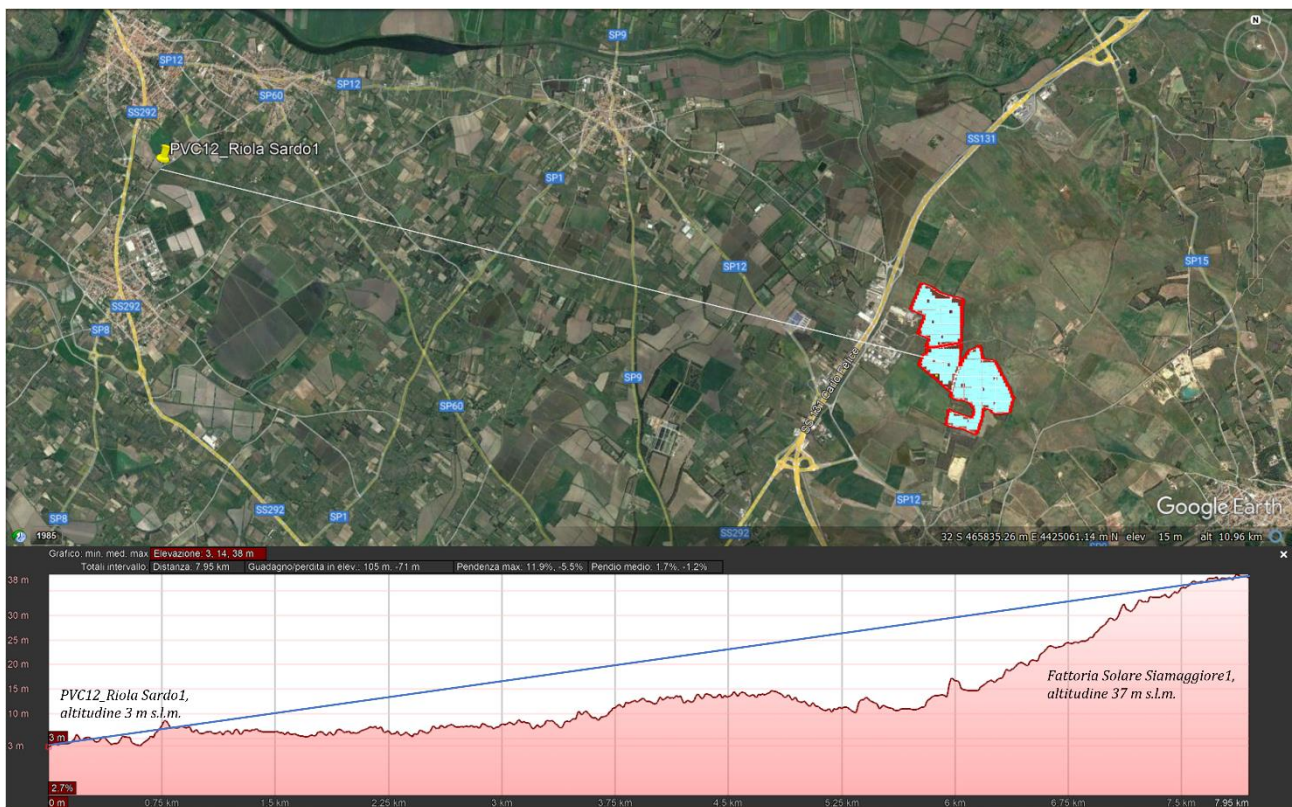 N
SP9
SP12
SP60
SP12
SS292
SS131
PVC12_Riola Sardo1
SP1
SP12
SP15
SS292
SP8
SP9
SP60
SS131 Carlo Felice
SP12
SS292
SP8
SP1
SS292
Google Earth
1985
32 S 465835.26 m E 4425061.14 m N elev 15 m alt 10.96 km
Grafico: min. med. max Elevazione: 3, 14, 38 m
Totali intervallo: Distanza: 7.95 km Guadagno/perdita in elev.: 105 m. -71 m Pendenza max: 11.9%, -5.5% Pendio medio: 1.7%, -1.2%
38 m
30 m
25 m
20 m
15 m
10 m
3 m
PVC12_Riola Sardo1,
altitudine 3 m s.l.m.
Fattoria Solare Siamaggiore1,
altitudine 37 m s.l.m.
3 m
2.7%
0 m 0.75 km 1.5 km 2.25 km 3 km 3.75 km 4.5 km 5.25 km 6 km 6.75 km 7.5 km 7.95 km